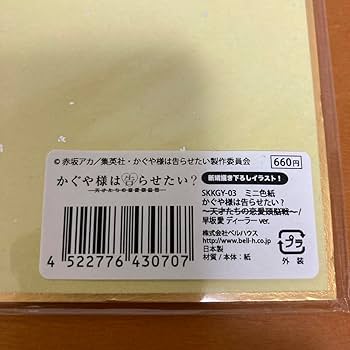 © 赤坂アカ／集英社・かぐや様は告らせたい製作委員会
660円
かぐや様は告らせたい？
～天才たちの恋愛頭脳戦～
新規描き下ろしイラスト！
SKKGY-03 ミニ色紙
かぐや様は告らせたい？
～天才たちの恋愛頭脳戦～／
早坂愛 ディーラー ver.
株式会社ベルハウス
http://www.bell-h.co.jp
日本製
材質 / 本体：紙
プラ
外 装
4 522776 430707